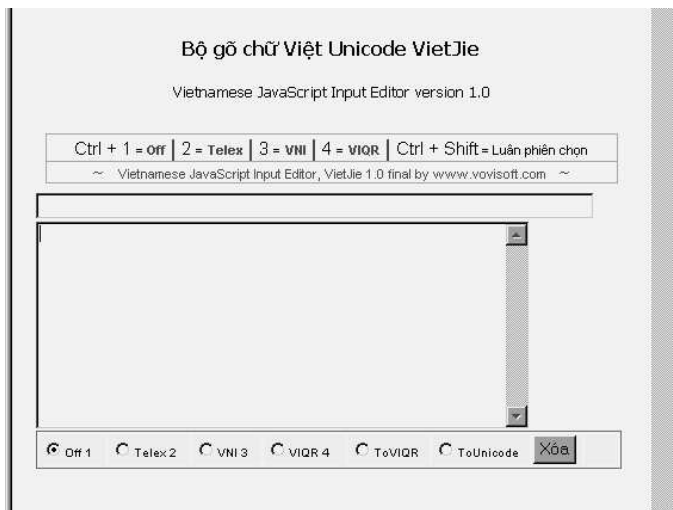 Bộ gõ chữ Việt Unicode VietJie
Vietnamese JavaScript Input Editor version 1.0
Ctrl + 1 = Off | 2 = Telex | 3 = VNI | 4 = VIQR | Ctrl + Shift = Luân phiên chọn
~ Vietnamese JavaScript Input Editor, VietJie 1.0 final by www.vovisoft.com ~
Off 1 Telex 2 VNI 3 VIQR 4 ToVIQR ToUnicode Xóa